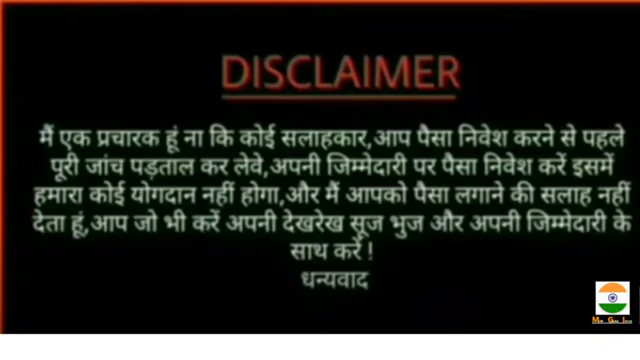 DISCLAIMER
मैं एक प्रचारक हूं ना कि कोई सलाहकार,आप पैसा निवेश करने से पहले
पूरी जांच पड़ताल कर लेवे,अपनी जिम्मेदारी पर पैसा निवेश करें इसमें
हमारा कोई योगदान नहीं होगा,और मैं आपको पैसा लगाने की सलाह नहीं
देता हूं,आप जो भी करें अपनी देखरेख सूज भुज और अपनी जिम्मेदारी के
साथ करें !
धन्यवाद